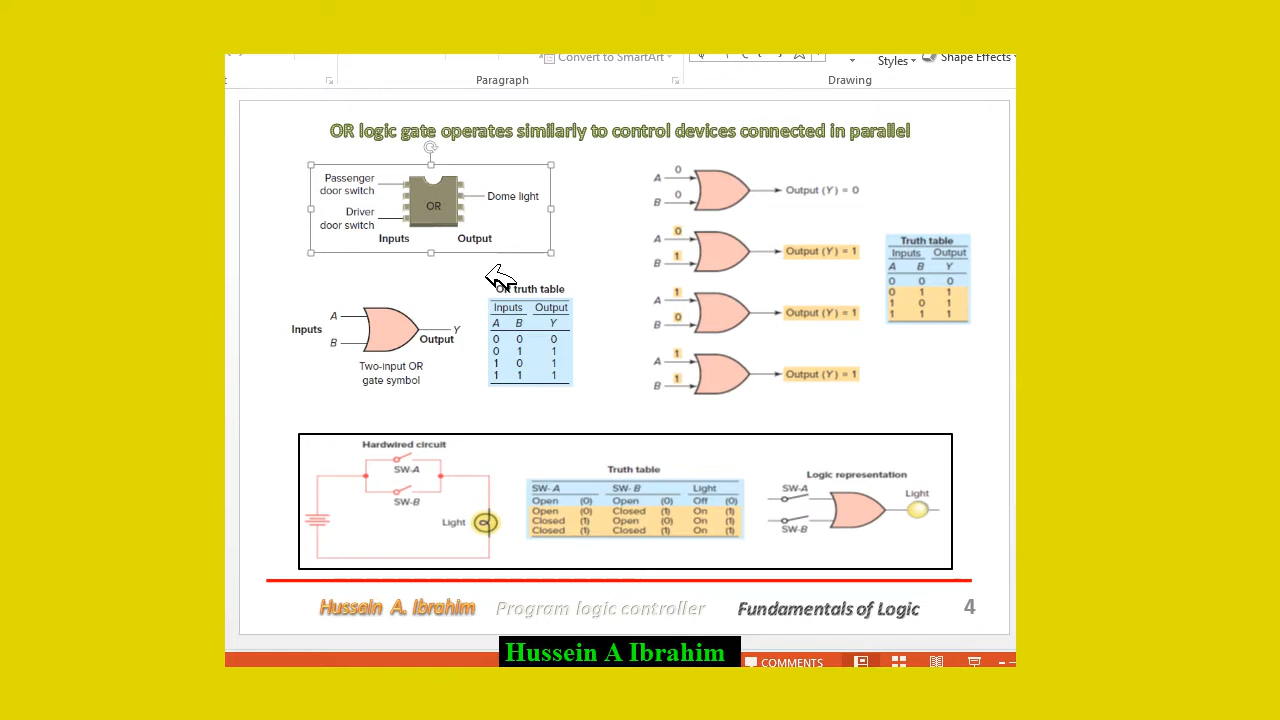 Convert to SmartArt
Styles
Shape Effects
Paragraph
Drawing
OR logic gate operates similarly to control devices connected in parallel
Passenger
door switch
Driver
door switch
OR
Dome light
Inputs Output
OR truth table
Inputs Output
A B Y
0 0 0
0 1 1
1 0 1
1 1 1
A
B
Inputs
Y
Output
Two-input OR
gate symbol
A 0
B 0
Output (Y) = 0
A 0
B 1
Output (Y) = 1
A 1
B 0
Output (Y) = 1
A 1
B 1
Output (Y) = 1
Truth table
Inputs Output
A B Y
0 0 0
0 1 1
1 0 1
1 1 1
Hardwired circuit
SW-A
SW-B
Light
Truth table
SW- A SW- B Light
Open (0) Open (0) Off (0)
Open (0) Closed (1) On (1)
Closed (1) Open (0) On (1)
Closed (1) Closed (1) On (1)
Logic representation
SW-A
SW-B
Light
Hussein A. Ibrahim Program logic controller Fundamentals of Logic 4
Hussein A Ibrahim
COMMENTS